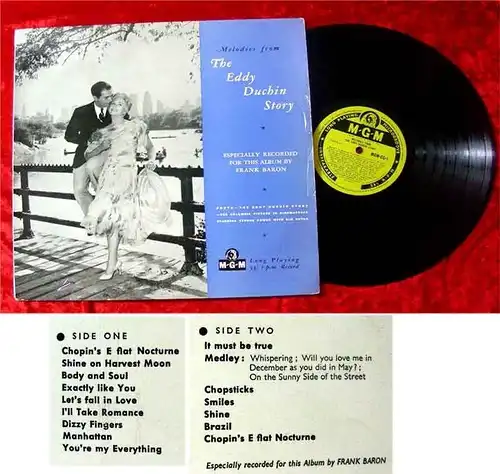 Melodies from
The
Eddy
Duchin
Story
ESPECIALLY RECORDED
FOR THIS ALBUM BY
FRANK BARON
M-G-M
Long Playing
33⅓ r.p.m. Record
LONG PLAYING
M-G-M
● SIDE ONE
Chopin's E flat Nocturne
Shine on Harvest Moon
Body and Soul
Exactly like You
Let's fall in Love
I'll Take Romance
Dizzy Fingers
Manhattan
You're my Everything
● SIDE TWO
It must be true
Medley: Whispering; Will you love me in
December as you did in May?;
On the Sunny Side of the Street
Chopsticks
Smiles
Shine
Brazil
Chopin's E flat Nocturne
Especially recorded for this Album by FRANK BARON